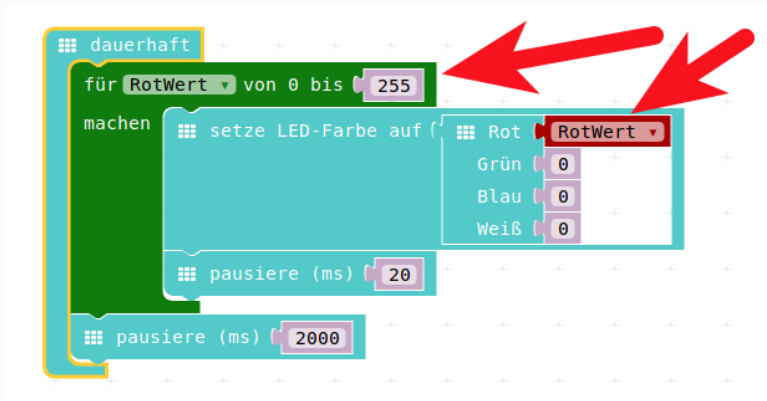 dauerhaft
für RotWert von 0 bis 255
machen
setze LED-Farbe auf Rot RotWert
Grün 0
Blau 0
Weiß 0
pausiere (ms) 20
pausiere (ms) 2000